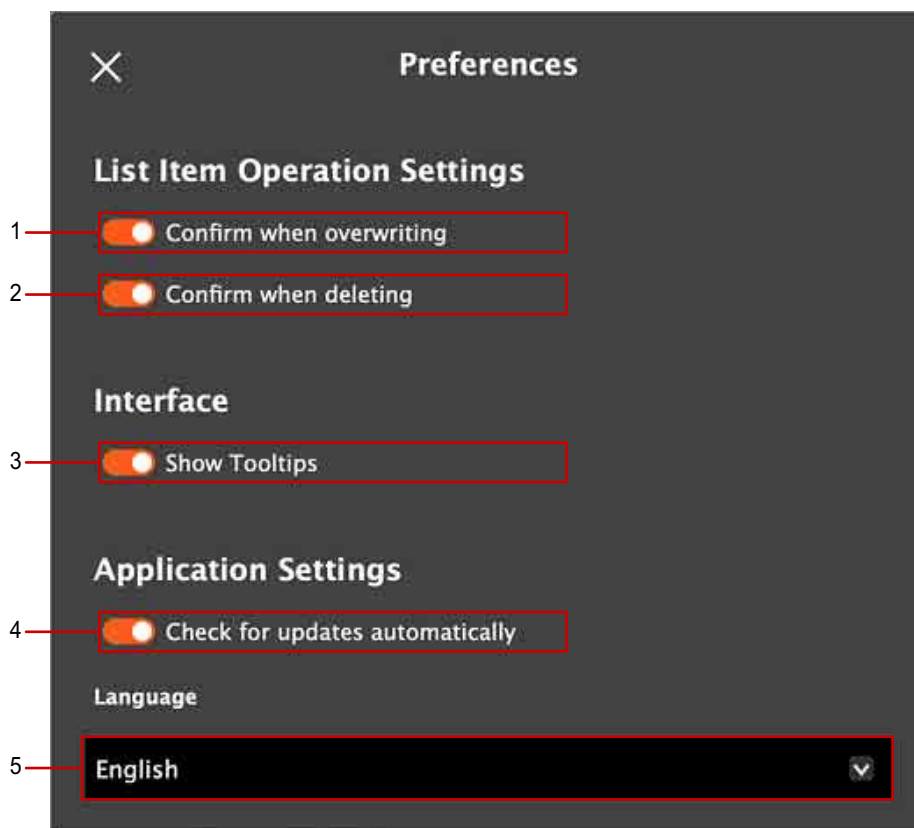 Preferences
List Item Operation Settings
1 Confirm when overwriting
2 Confirm when deleting
Interface
3 Show Tooltips
Application Settings
4 Check for updates automatically
Language
5 English